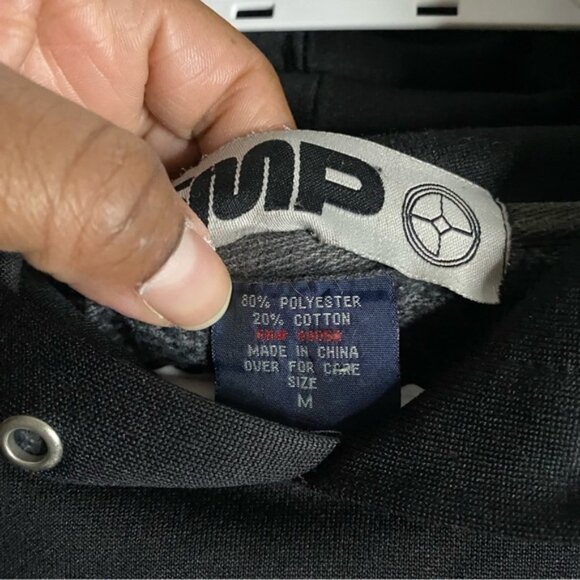 MP
80% POLYESTER
20% COTTON
MADE IN CHINA
OVER FOR CARE
SIZE
M